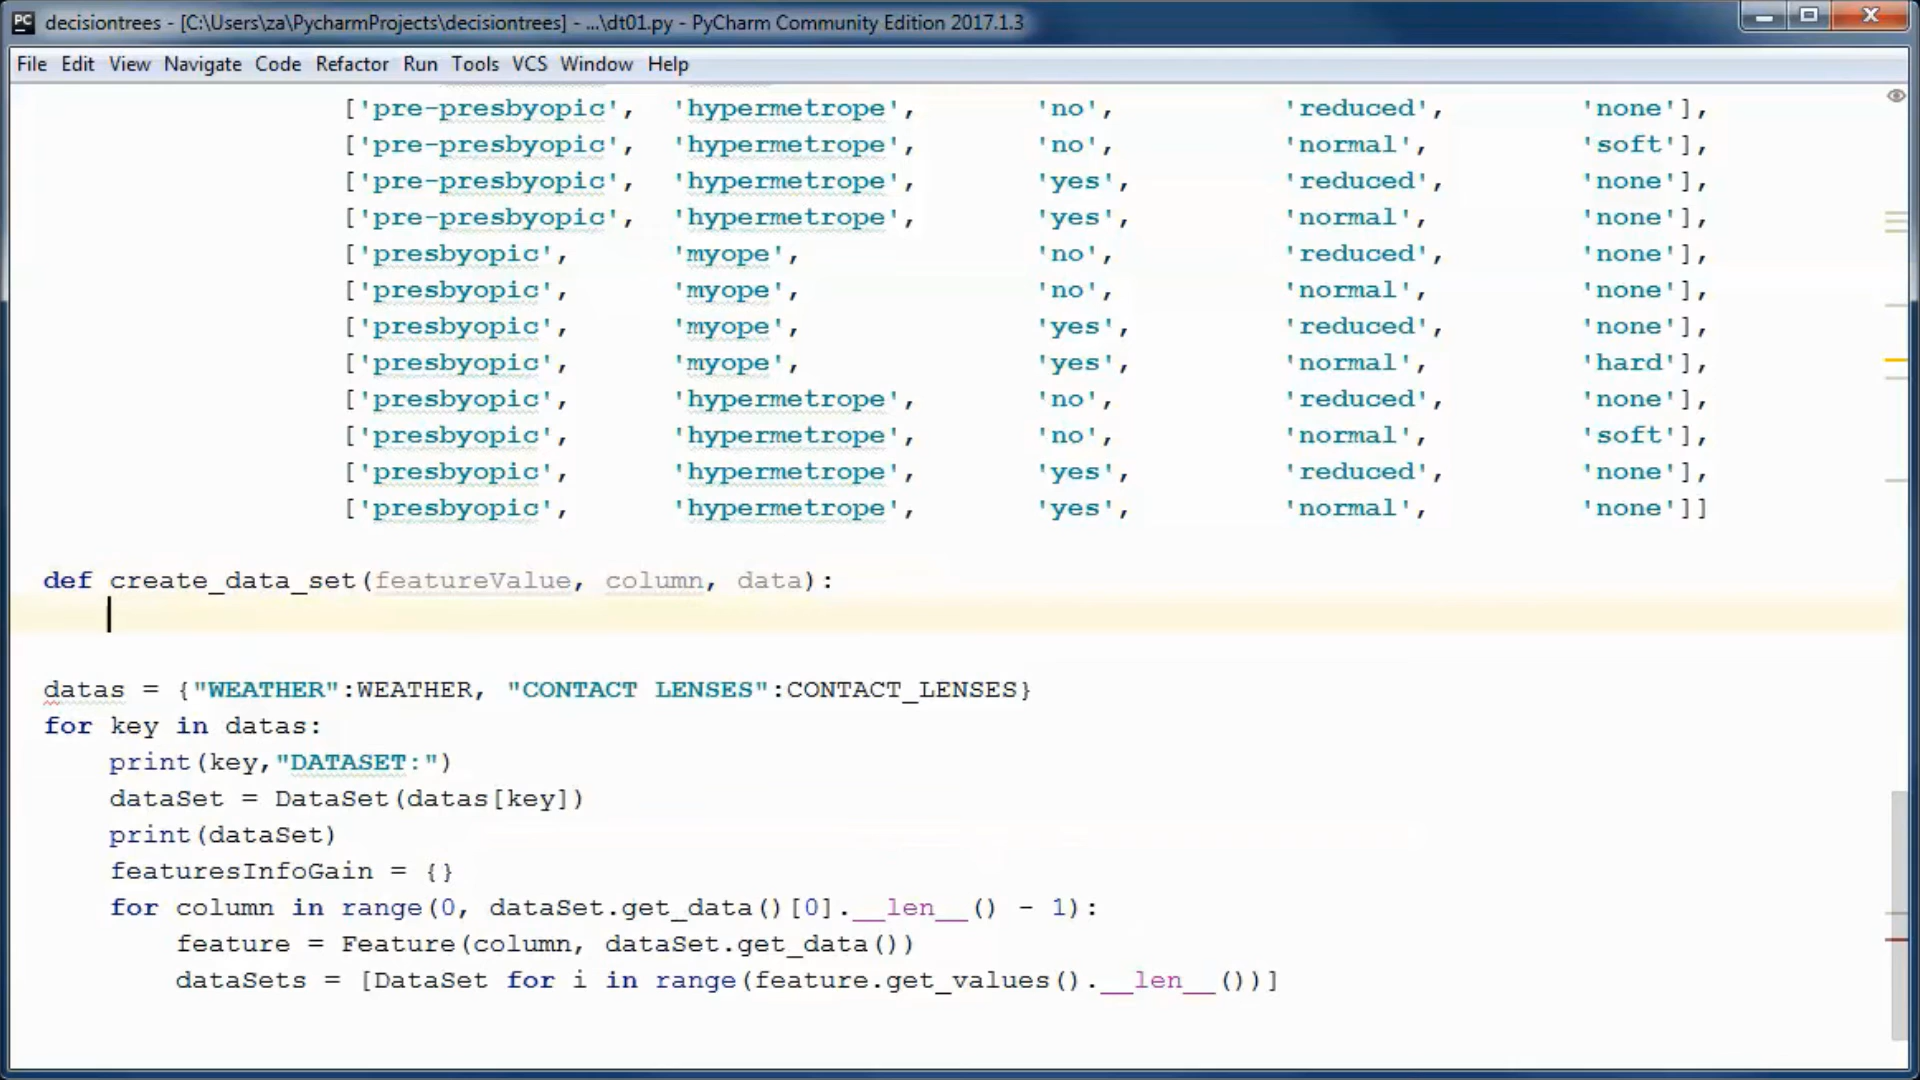 decisiontrees - [C:\Users\za\PycharmProjects\decisiontrees] - ...\dt01.py - PyCharm Community Edition 2017.1.3
File Edit View Navigate Code Refactor Run Tools VCS Window Help
['pre-presbyopic', 'hypermetrope', 'no', 'reduced', 'none'],
['pre-presbyopic', 'hypermetrope', 'no', 'normal', 'soft'],
['pre-presbyopic', 'hypermetrope', 'yes', 'reduced', 'none'],
['pre-presbyopic', 'hypermetrope', 'yes', 'normal', 'none'],
['presbyopic', 'myope', 'no', 'reduced', 'none'],
['presbyopic', 'myope', 'no', 'normal', 'none'],
['presbyopic', 'myope', 'yes', 'reduced', 'none'],
['presbyopic', 'myope', 'yes', 'normal', 'hard'],
['presbyopic', 'hypermetrope', 'no', 'reduced', 'none'],
['presbyopic', 'hypermetrope', 'no', 'normal', 'soft'],
['presbyopic', 'hypermetrope', 'yes', 'reduced', 'none'],
['presbyopic', 'hypermetrope', 'yes', 'normal', 'none']]
def create_data_set(featureValue, column, data):
datas = {"WEATHER":WEATHER, "CONTACT LENSES":CONTACT_LENSES}
for key in datas:
print(key,"DATASET:")
dataSet = DataSet(datas[key])
print(dataSet)
featuresInfoGain = {}
for column in range(0, dataSet.get_data()[0].__len__() - 1):
feature = Feature(column, dataSet.get_data())
dataSets = [DataSet for i in range(feature.get_values().__len__())]